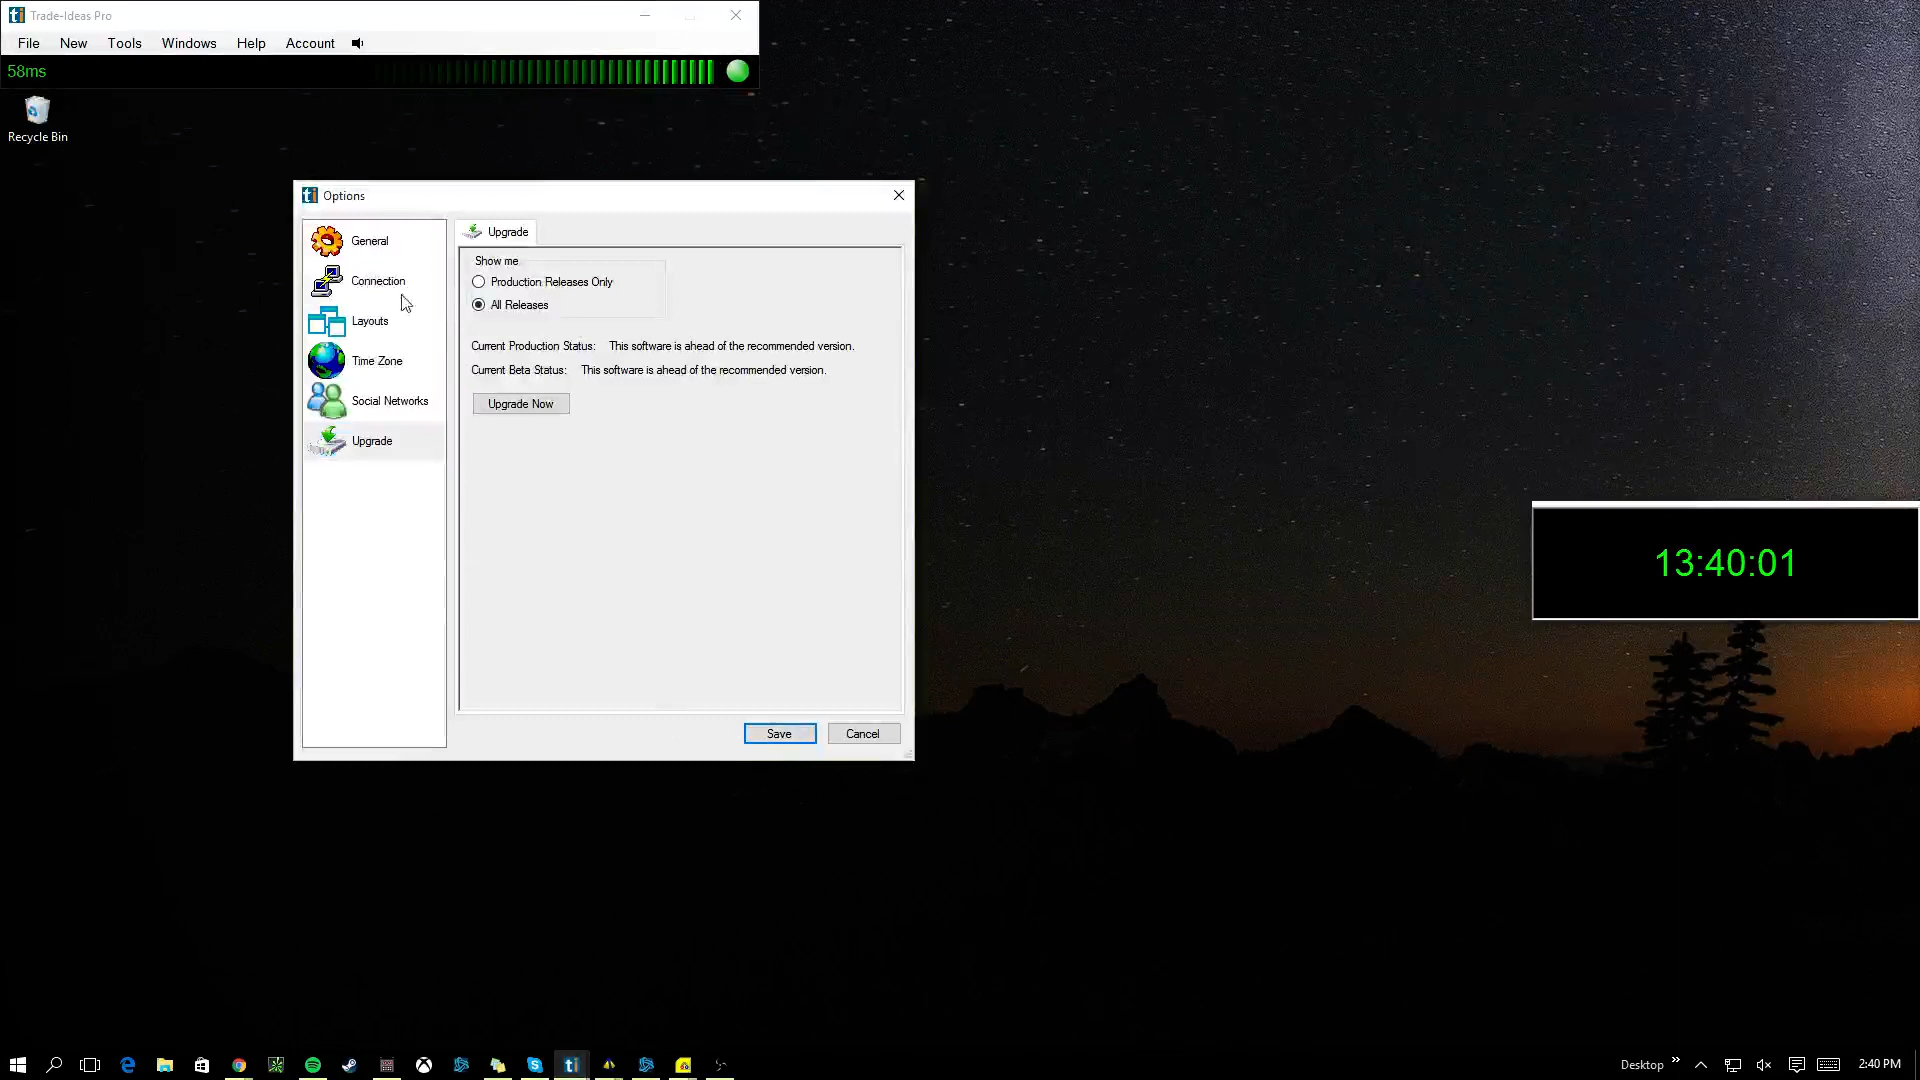 Trade-Ideas Pro
File New Tools Windows Help Account
58ms
Recycle Bin
Options
General
Connection
Layouts
Time Zone
Social Networks
Upgrade
Upgrade
Show me
Production Releases Only
All Releases
Current Production Status: This software is ahead of the recommended version.
Current Beta Status: This software is ahead of the recommended version.
Upgrade Now
Save Cancel
13:40:01
Desktop
2:40 PM